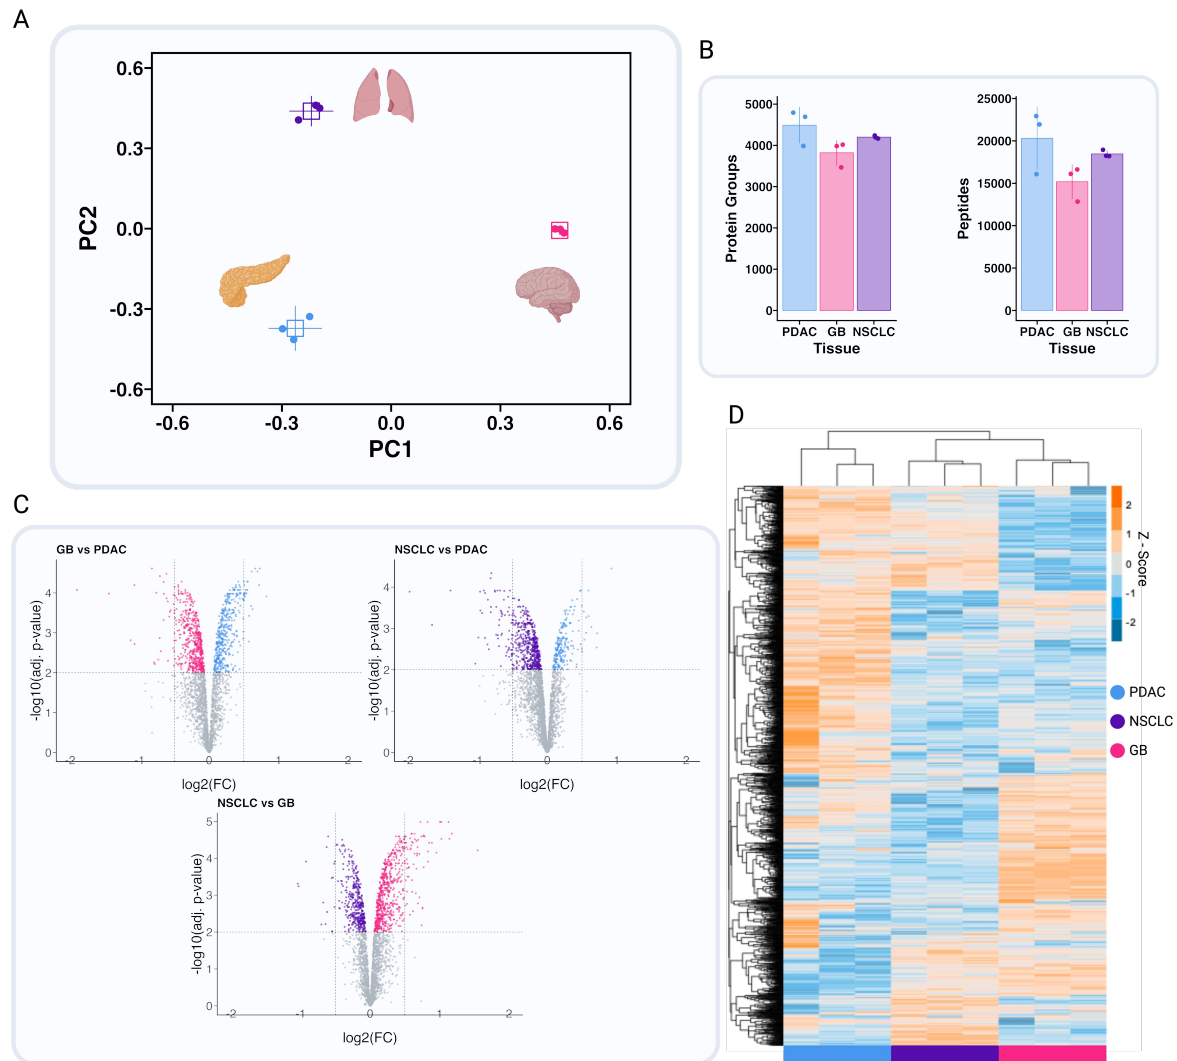 A
0.6
0.3
0.0
-0.3
-0.6
PC2
-0.6
-0.3
0.0
0.3
0.6
PC1
B
5000
4000
3000
2000
1000
0
Protein Groups
PDAC
GB
NSCLC
Tissue
25000
20000
15000
10000
5000
0
Peptides
PDAC
GB
NSCLC
Tissue
C
GB vs PDAC
4
3
2
1
0
-log10(adj. p-value)
-2
-1
0
1
2
log2(FC)
NSCLC vs PDAC
4
3
2
1
0
-log10(adj. p-value)
-2
-1
0
1
2
log2(FC)
NSCLC vs GB
5
4
3
2
1
0
-log10(adj. p-value)
-2
-1
0
1
2
log2(FC)
D
2
1
0
-1
-2
Z - Score
PDAC
NSCLC
GB